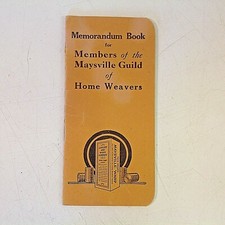 Memorandum Book
for
Members of the
Maysville Guild
of
Home Weavers